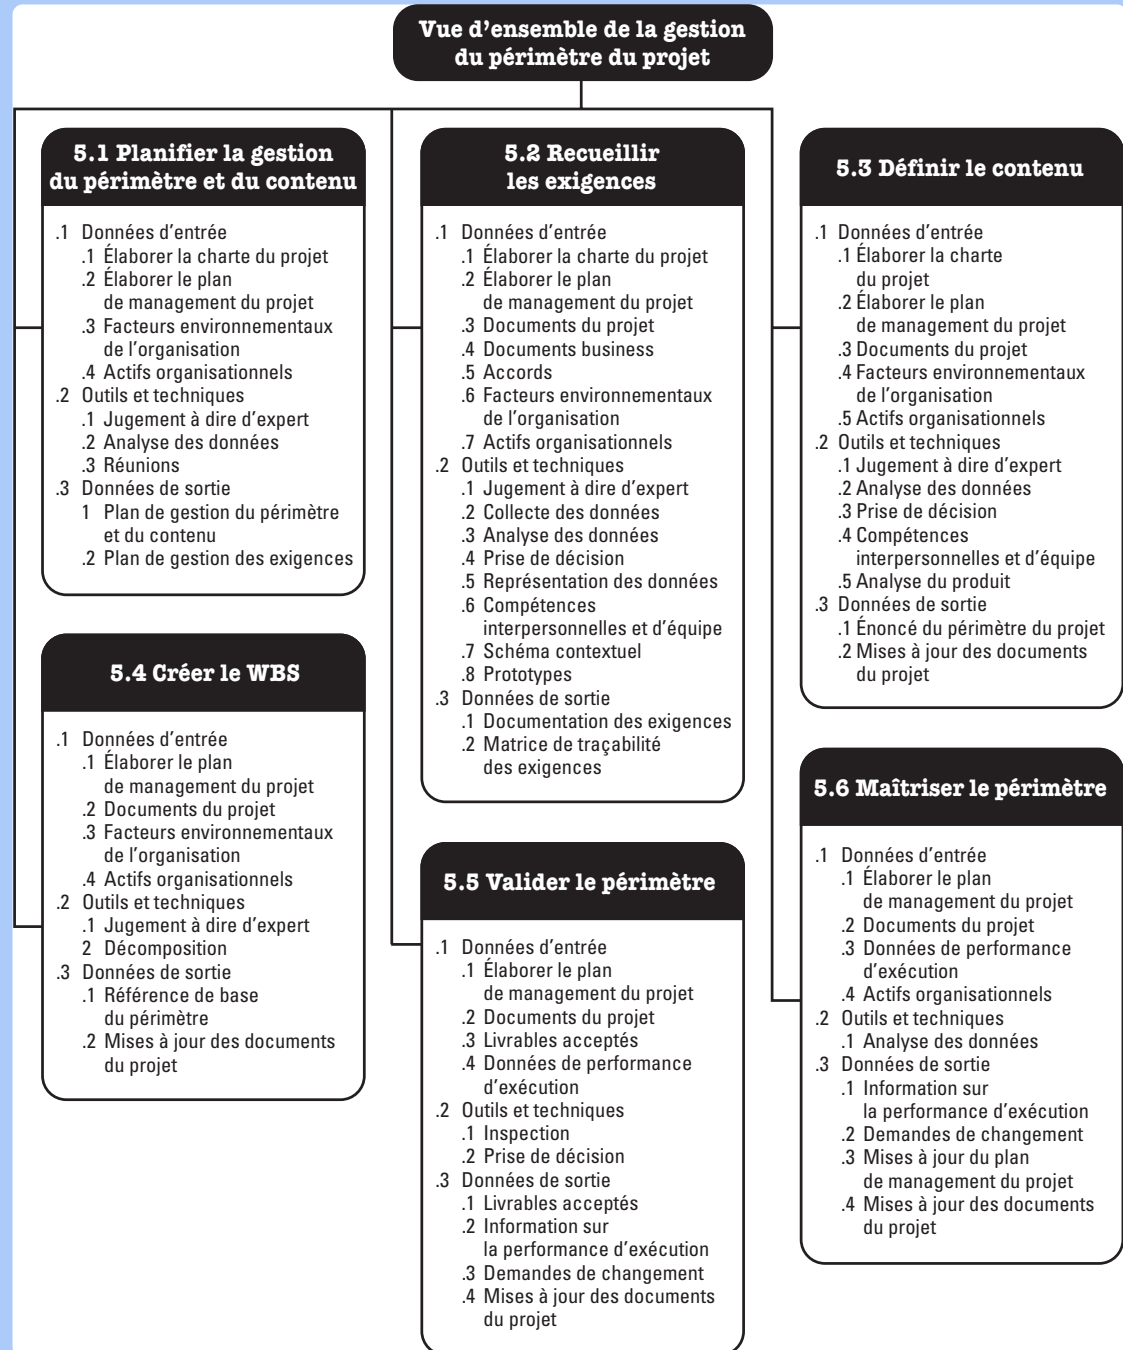 Vue d'ensemble de la gestion
du périmètre du projet
5.1 Planifier la gestion
du périmètre et du contenu
.1 Données d'entrée
.1 Élaborer la charte du projet
.2 Élaborer le plan
de management du projet
.3 Facteurs environnementaux
de l'organisation
.4 Actifs organisationnels
.2 Outils et techniques
.1 Jugement à dire d'expert
.2 Analyse des données
.3 Réunions
.3 Données de sortie
1 Plan de gestion du périmètre
et du contenu
.2 Plan de gestion des exigences
5.2 Recueillir
les exigences
.1 Données d'entrée
.1 Élaborer la charte du projet
.2 Élaborer le plan
de management du projet
.3 Documents du projet
.4 Documents business
.5 Accords
.6 Facteurs environnementaux
de l'organisation
.7 Actifs organisationnels
.2 Outils et techniques
.1 Jugement à dire d'expert
.2 Collecte des données
.3 Analyse des données
.4 Prise de décision
.5 Représentation des données
.6 Compétences
interpersonnelles et d'équipe
.7 Schéma contextuel
.8 Prototypes
.3 Données de sortie
.1 Documentation des exigences
.2 Matrice de traçabilité
des exigences
5.3 Définir le contenu
.1 Données d'entrée
.1 Élaborer la charte
du projet
.2 Élaborer le plan
de management du projet
.3 Documents du projet
.4 Facteurs environnementaux
de l'organisation
.5 Actifs organisationnels
.2 Outils et techniques
.1 Jugement à dire d'expert
.2 Analyse des données
.3 Prise de décision
.4 Compétences
interpersonnelles et d'équipe
.5 Analyse du produit
.3 Données de sortie
.1 Énoncé du périmètre du projet
.2 Mises à jour des documents
du projet
5.4 Créer le WBS
.1 Données d'entrée
.1 Élaborer le plan
de management du projet
.2 Documents du projet
.3 Facteurs environnementaux
de l'organisation
.4 Actifs organisationnels
.2 Outils et techniques
.1 Jugement à dire d'expert
2 Décomposition
.3 Données de sortie
.1 Référence de base
du périmètre
.2 Mises à jour des documents
du projet
5.5 Valider le périmètre
.1 Données d'entrée
.1 Élaborer le plan
de management du projet
.2 Documents du projet
.3 Livrables acceptés
.4 Données de performance
d'exécution
.2 Outils et techniques
.1 Inspection
.2 Prise de décision
.3 Données de sortie
.1 Livrables acceptés
.2 Information sur
la performance d'exécution
.3 Demandes de changement
.4 Mises à jour des documents
du projet
5.6 Maîtriser le périmètre
.1 Données d'entrée
.1 Élaborer le plan
de management du projet
.2 Documents du projet
.3 Données de performance
d'exécution
.4 Actifs organisationnels
.2 Outils et techniques
.1 Analyse des données
.3 Données de sortie
.1 Information sur
la performance d'exécution
.2 Demandes de changement
.3 Mises à jour du plan
de management du projet
.4 Mises à jour des documents
du projet